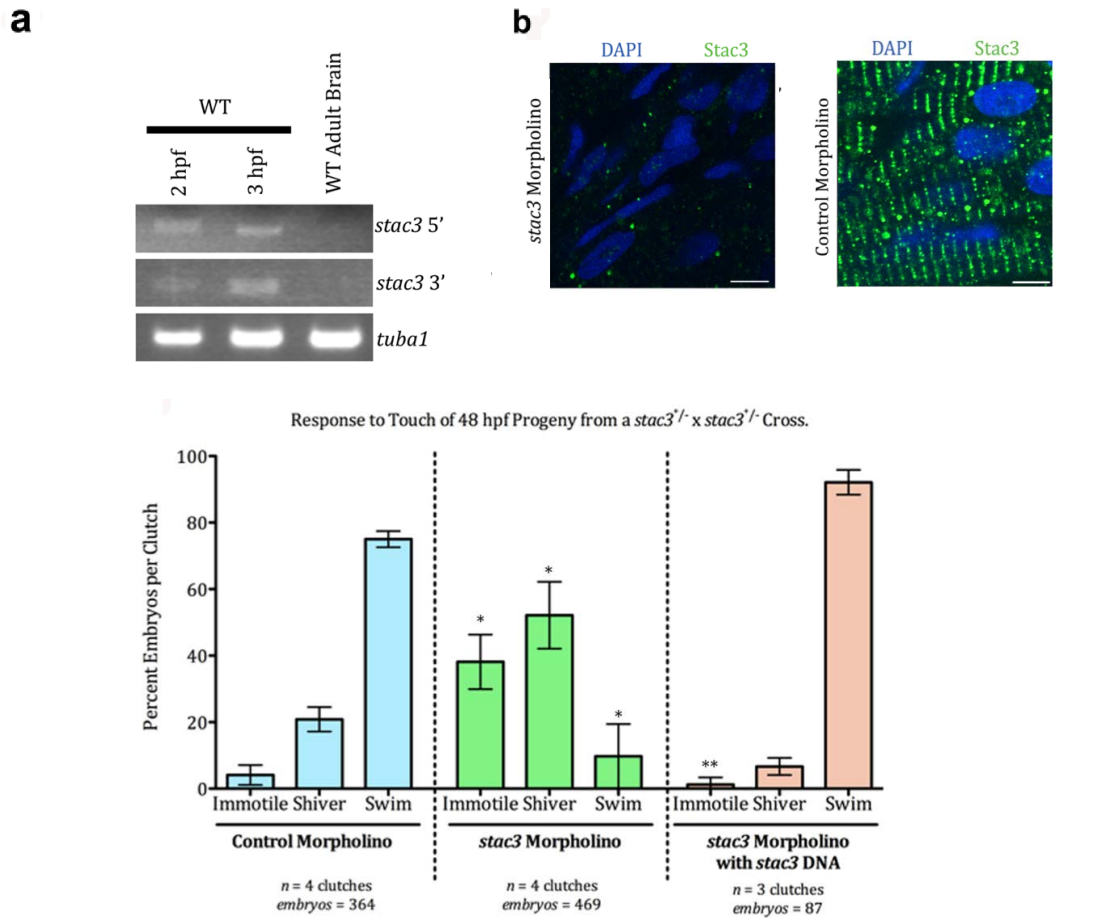 a
WT
2 hpf
3 hpf
WT Adult Brain
stac3 5’
stac3 3’
tuba1
b
DAPI Stac3
stac3 Morpholino
DAPI Stac3
Control Morpholino
Response to Touch of 48 hpf Progeny from a stac3+/- x stac3+/- Cross.
Percent Embryos per Clutch
100
80
60
40
20
0
*
*
*
**
Immotile Shiver Swim
Immotile Shiver Swim
Immotile Shiver Swim
Control Morpholino
stac3 Morpholino
stac3 Morpholino
with stac3 DNA
n = 4 clutches
embryos = 364
n = 4 clutches
embryos = 469
n = 3 clutches
embryos = 87